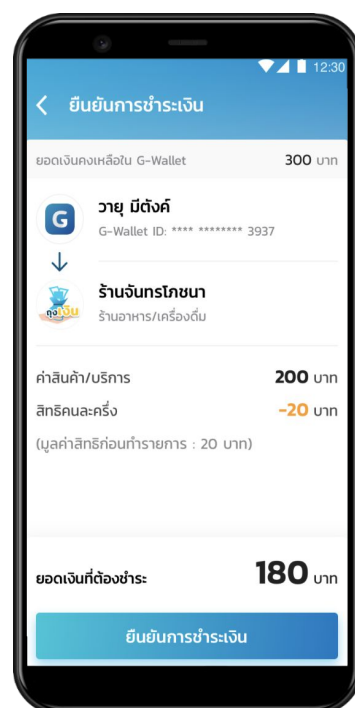 12:30
ยืนยันการชำระเงิน
ยอดเงินคงเหลือใน G-Wallet 300 บาท
G วายุ มีตังค์
G-Wallet ID: **** ******** 3937
ถุงเงิน ร้านจันทรโภชนา
ร้านอาหาร/เครื่องดื่ม
ค่าสินค้า/บริการ 200 บาท
สิทธิคนละครึ่ง -20 บาท
(มูลค่าสิทธิก่อนทำรายการ : 20 บาท)
ยอดเงินที่ต้องชำระ 180 บาท
ยืนยันการชำระเงิน